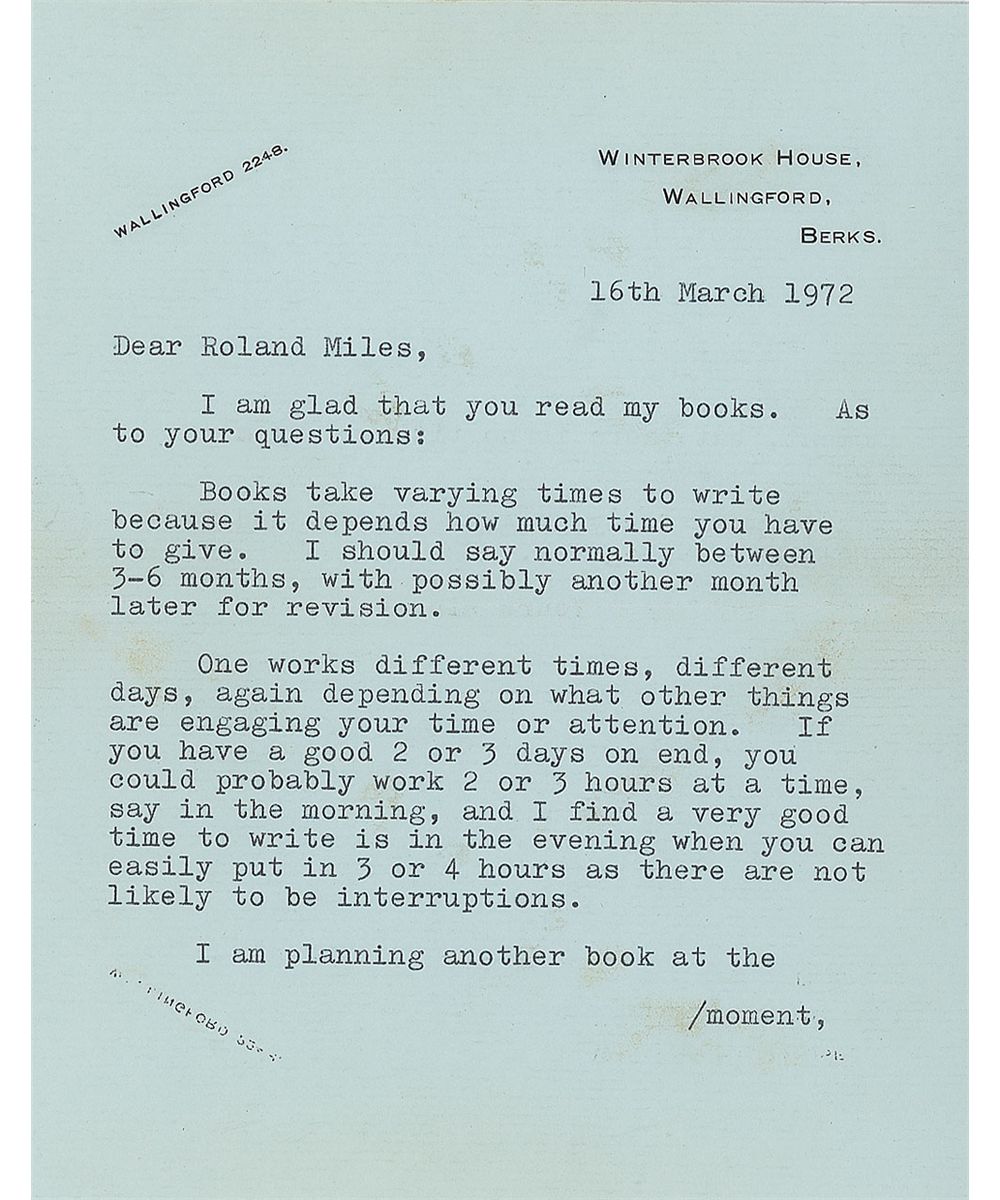 WALLINGFORD 2248.
WINTERBROOK HOUSE,
WALLINGFORD,
BERKS.
16th March 1972
Dear Roland Miles,
I am glad that you read my books. As
to your questions:
Books take varying times to write
because it depends how much time you have
to give. I should say normally between
3-6 months, with possibly another month
later for revision.
One works different times, different
days, again depending on what other things
are engaging your time or attention. If
you have a good 2 or 3 days on end, you
could probably work 2 or 3 hours at a time,
say in the morning, and I find a very good
time to write is in the evening when you can
easily put in 3 or 4 hours as there are not
likely to be interruptions.
I am planning another book at the
/moment,